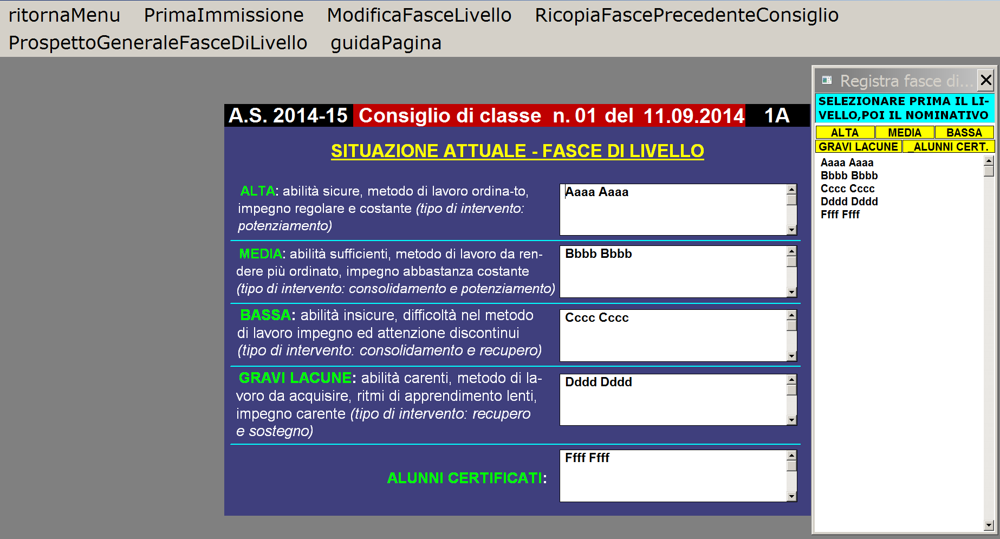 ritornaMenu PrimaImmissione ModificaFasceLivello RicopiaFascePrecedenteConsiglio
ProspettoGeneraleFasceDiLivello guidaPagina
A.S. 2014-15 Consiglio di classe n. 01 del 11.09.2014 1A
SITUAZIONE ATTUALE - FASCE DI LIVELLO
ALTA: abilità sicure, metodo di lavoro ordina-to,
impegno regolare e costante (tipo di intervento:
potenziamento)
Aaaa Aaaa
MEDIA: abilità sufficienti, metodo di lavoro da ren-
dere più ordinato, impegno abbastanza costante
(tipo di intervento: consolidamento e potenziamento)
Bbbb Bbbb
BASSA: abilità insicure, difficoltà nel metodo
di lavoro impegno ed attenzione discontinui
(tipo di intervento: consolidamento e recupero)
Cccc Cccc
GRAVI LACUNE: abilità carenti, metodo di la-
voro da acquisire, ritmi di apprendimento lenti,
impegno carente (tipo di intervento: recupero
e sostegno)
Dddd Dddd
ALUNNI CERTIFICATI:
Ffff Ffff
Registra fasce di...
SELEZIONARE PRIMA IL LI-
VELLO,POI IL NOMINATIVO
ALTA MEDIA BASSA
GRAVI LACUNE _ALUNNI CERT.
Aaaa Aaaa
Bbbb Bbbb
Cccc Cccc
Dddd Dddd
Ffff Ffff